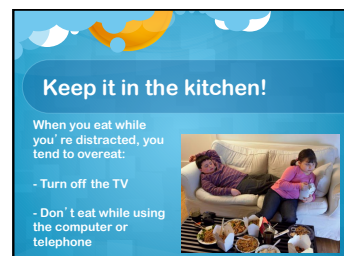 Keep it in the kitchen!
When you eat while
you´re distracted, you
tend to overeat:
- Turn off the TV
- Don´t eat while using
the computer or
telephone